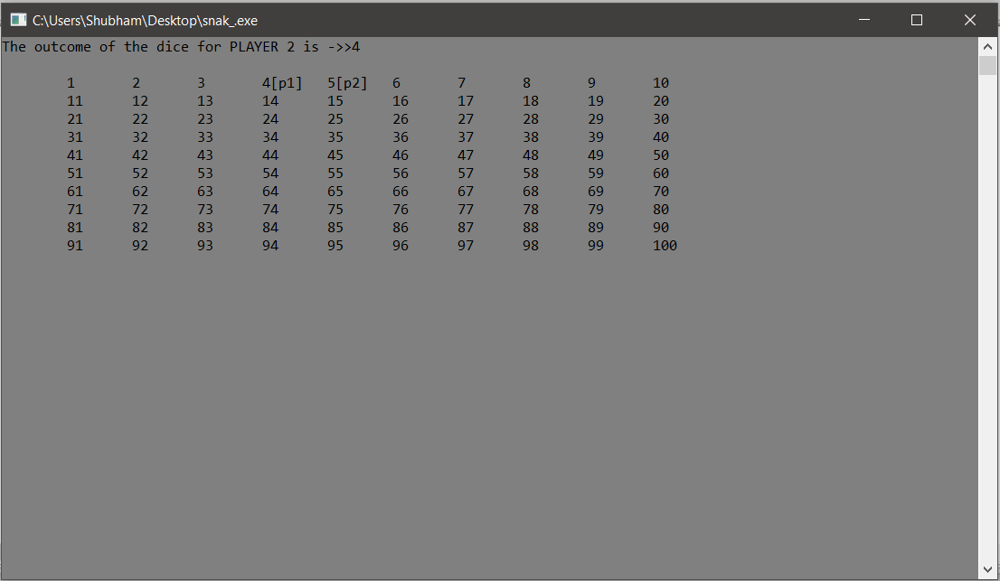 C:\Users\Shubham\Desktop\snak_.exe
The outcome of the dice for PLAYER 2 is ->>4
1 2 3 4[p1] 5[p2] 6 7 8 9 10
11 12 13 14 15 16 17 18 19 20
21 22 23 24 25 26 27 28 29 30
31 32 33 34 35 36 37 38 39 40
41 42 43 44 45 46 47 48 49 50
51 52 53 54 55 56 57 58 59 60
61 62 63 64 65 66 67 68 69 70
71 72 73 74 75 76 77 78 79 80
81 82 83 84 85 86 87 88 89 90
91 92 93 94 95 96 97 98 99 100